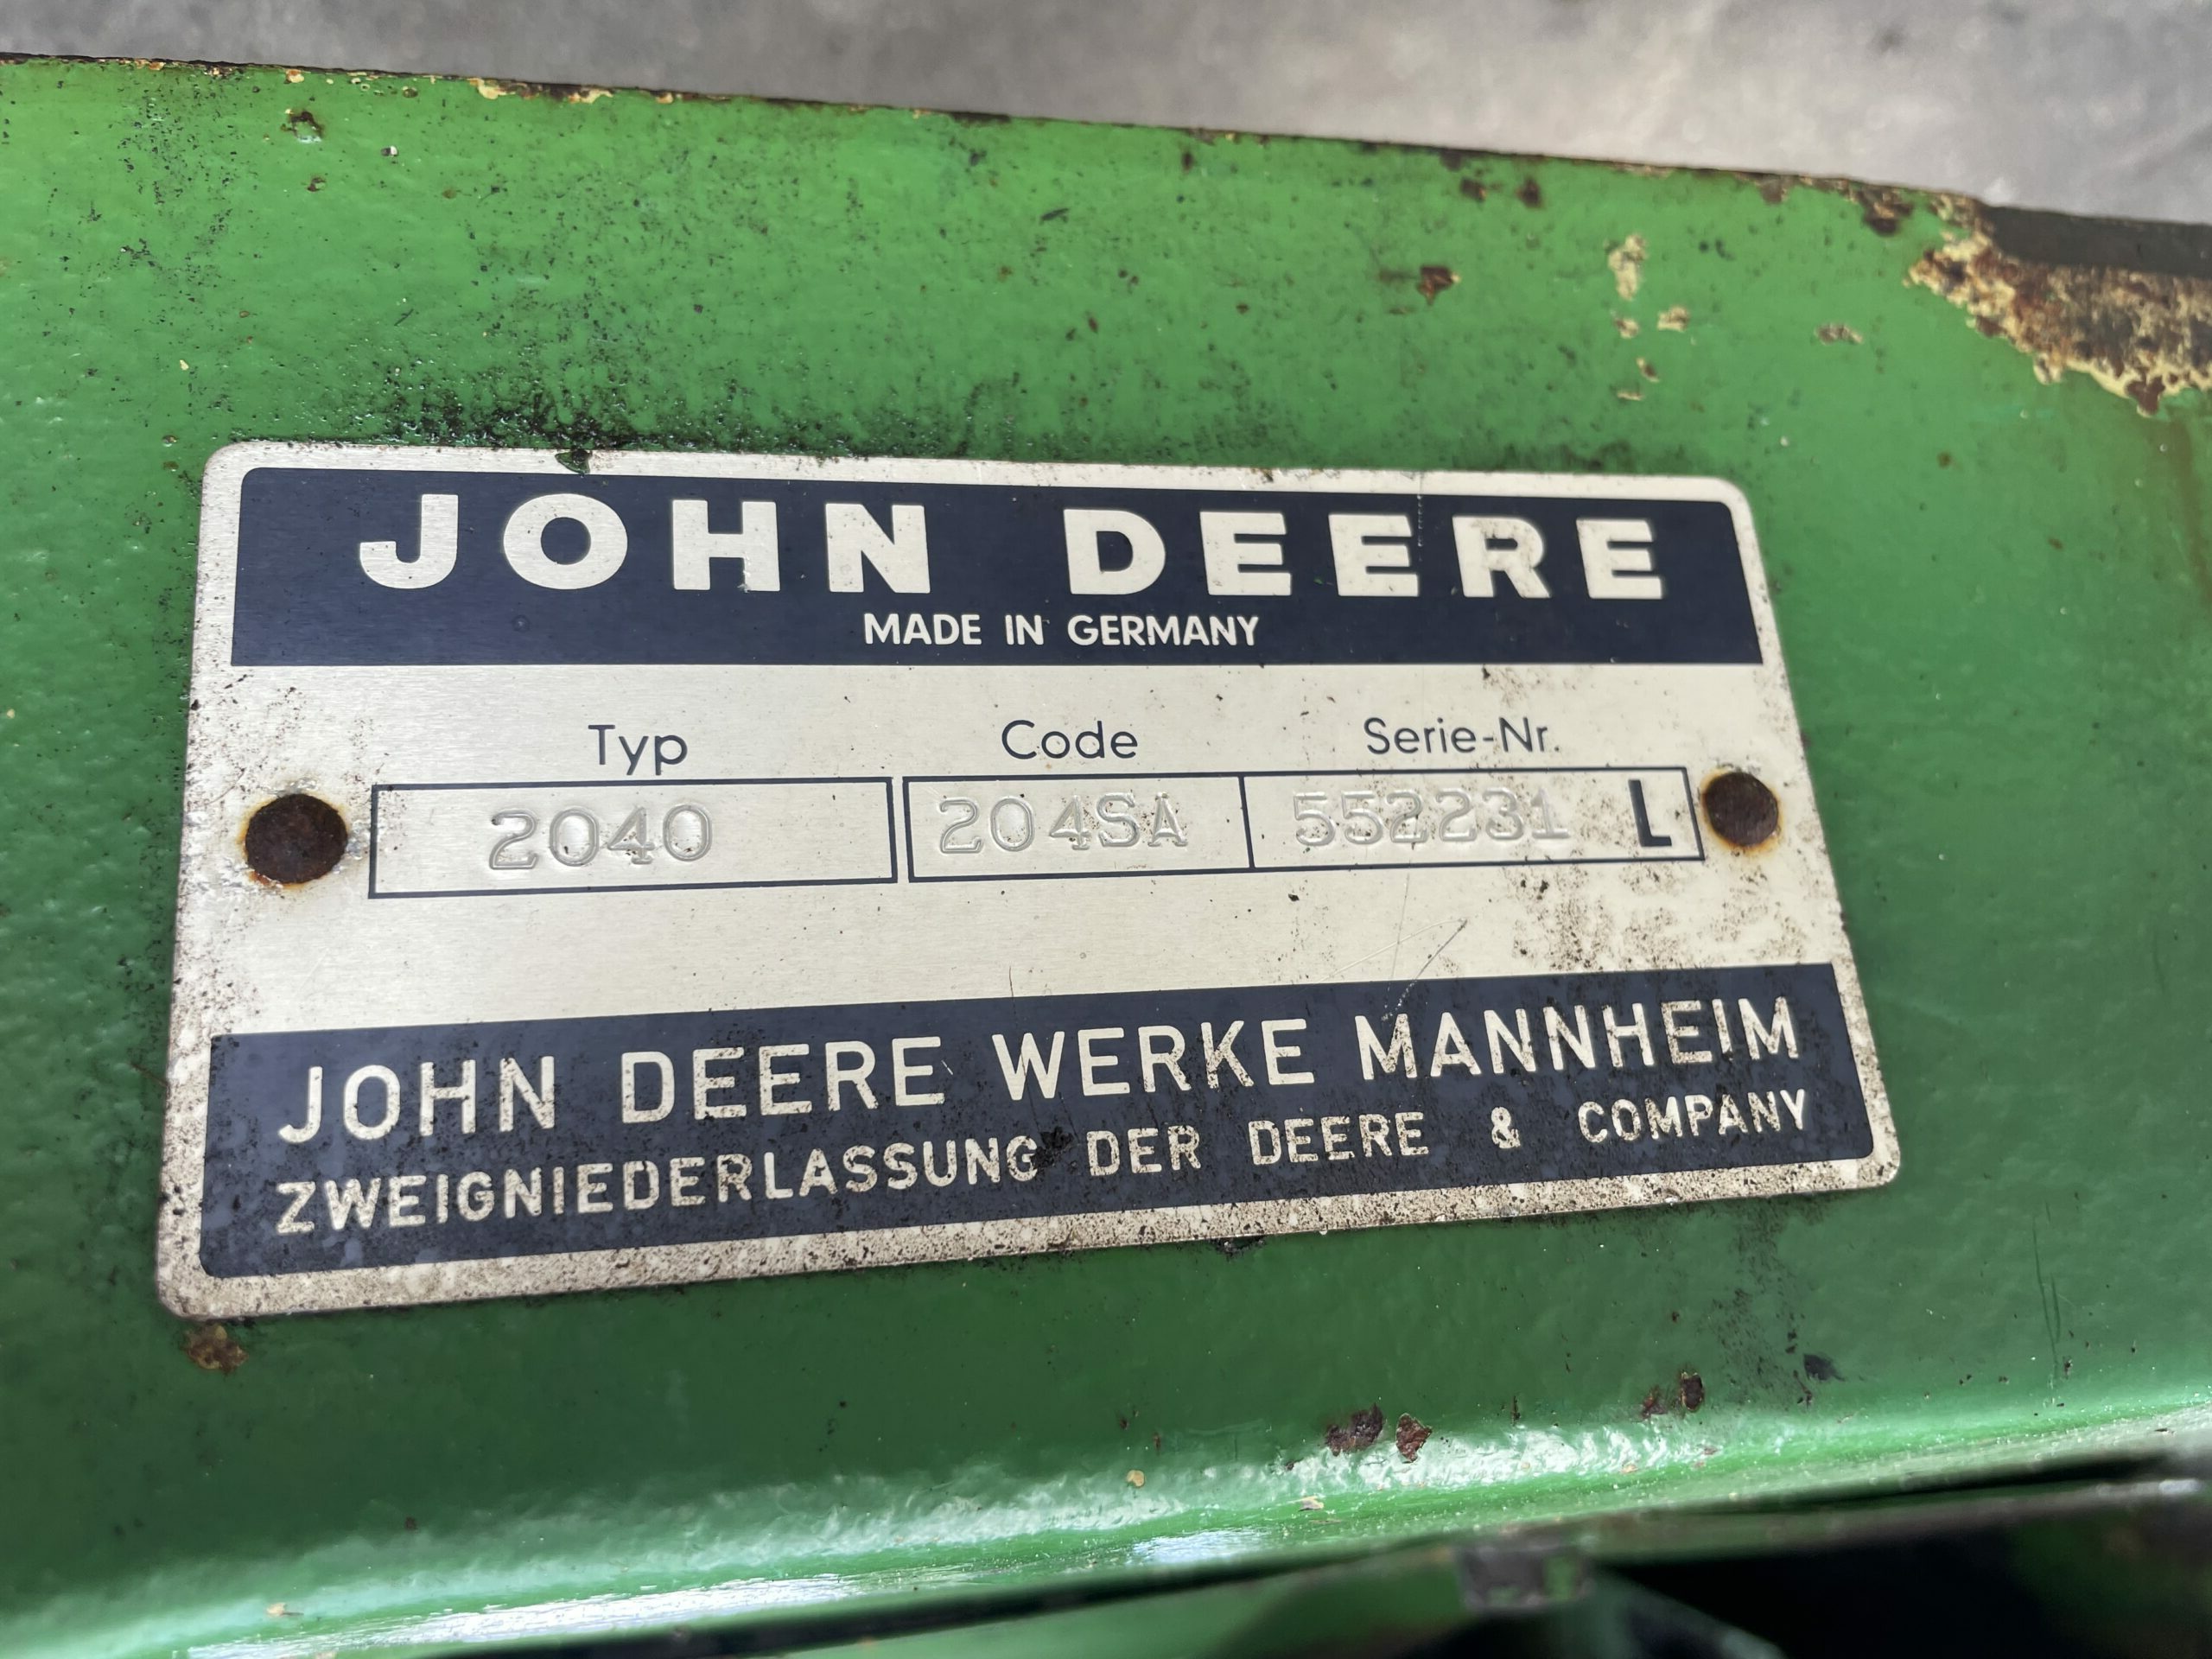 JOHN DEERE
MADE IN GERMANY
Typ Code Serie-Nr.
2040 204SA 552231 L
JOHN DEERE WERKE MANNHEIM
ZWEIGNIEDERLASSUNG DER DEERE & COMPANY